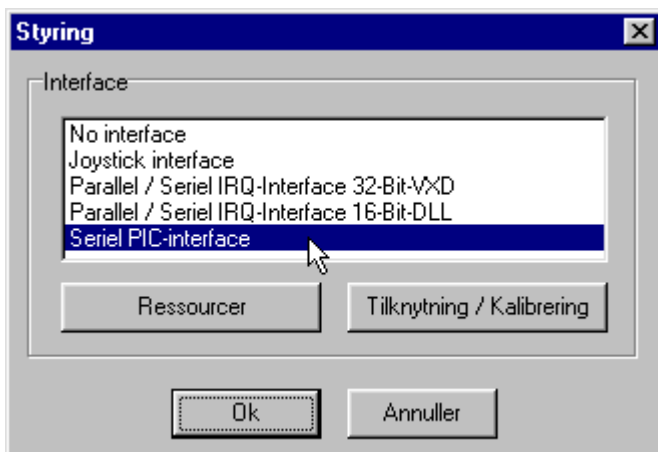 Styring
Interface
No interface
Joystick interface
Parallel / Seriel IRQ-Interface 32-Bit-VXD
Parallel / Seriel IRQ-Interface 16-Bit-DLL
Seriel PIC-interface
Ressourcer
Tilknytning / Kalibrering
Ok
Annuller